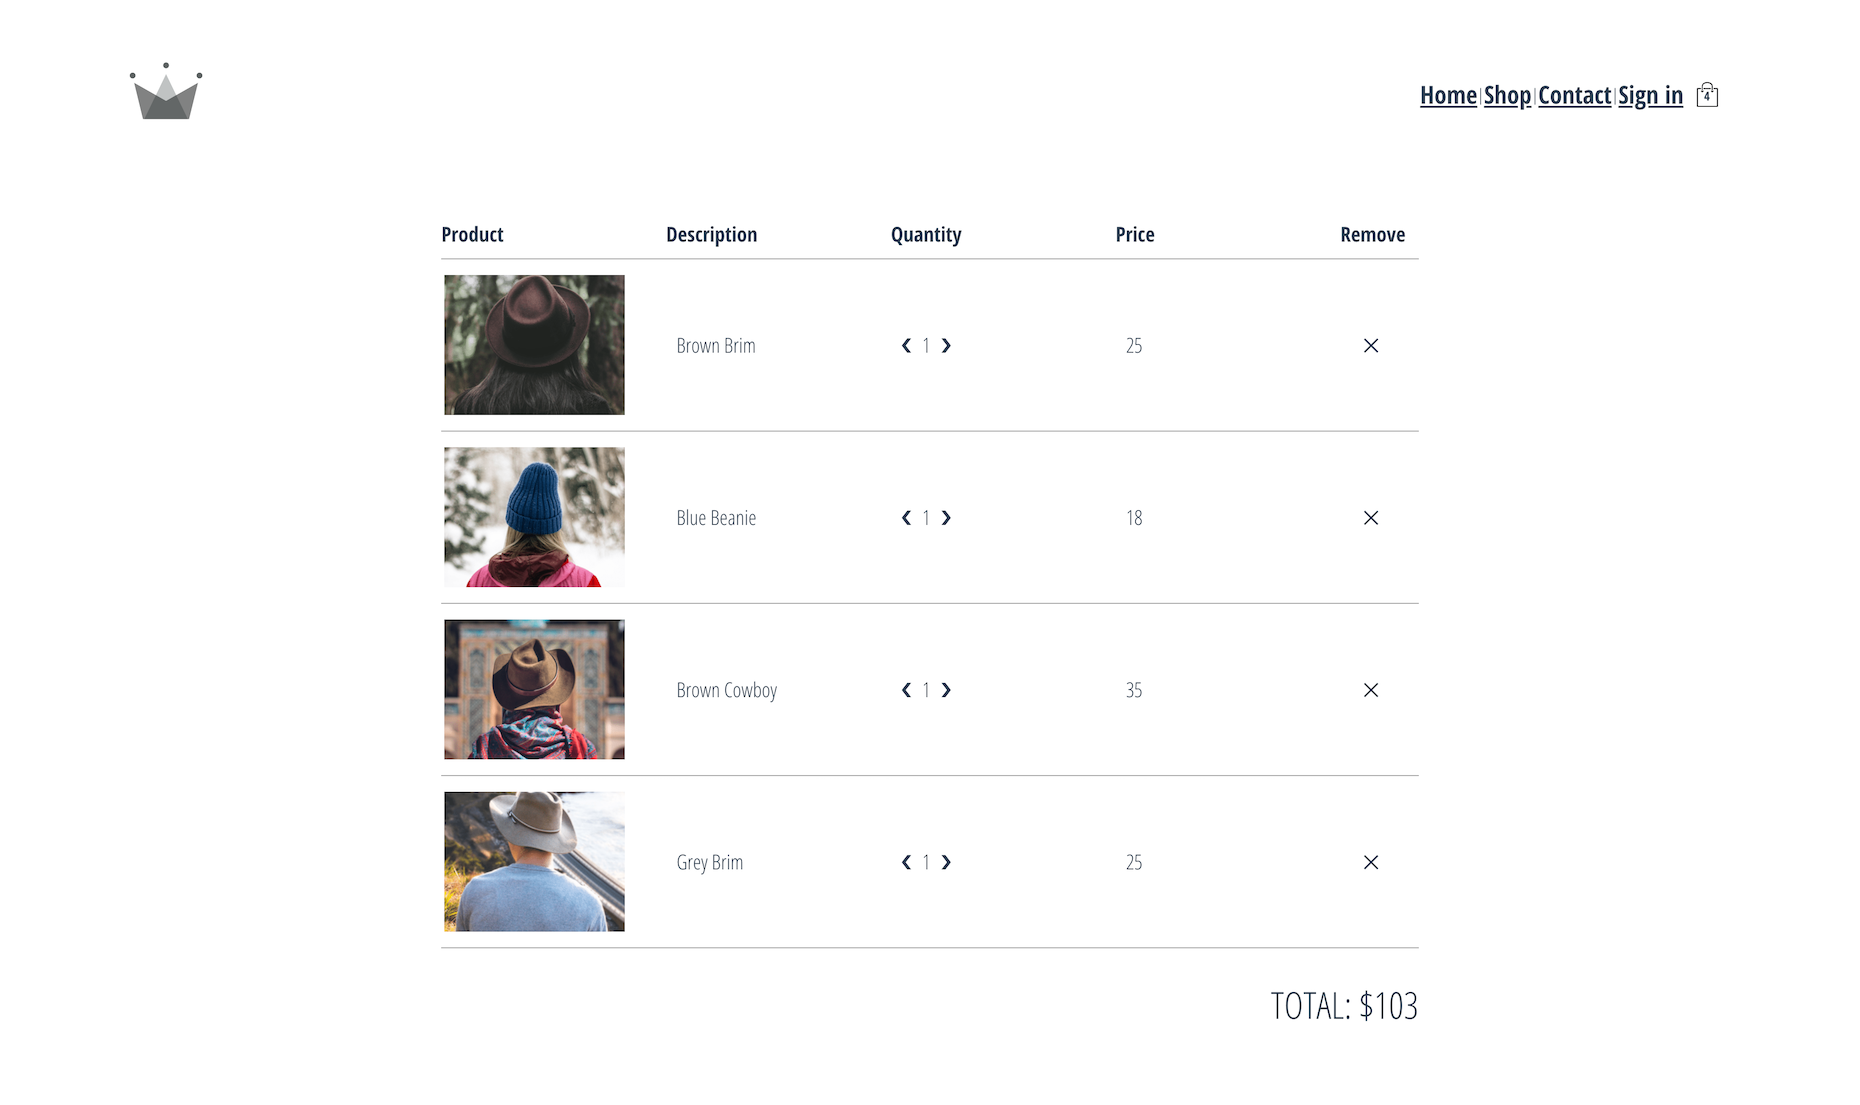 Home Shop Contact Sign in 4
Product Description Quantity Price Remove
Brown Brim ❮ 1 ❯ 25 ✕
Blue Beanie ❮ 1 ❯ 18 ✕
Brown Cowboy ❮ 1 ❯ 35 ✕
Grey Brim ❮ 1 ❯ 25 ✕
TOTAL: $103